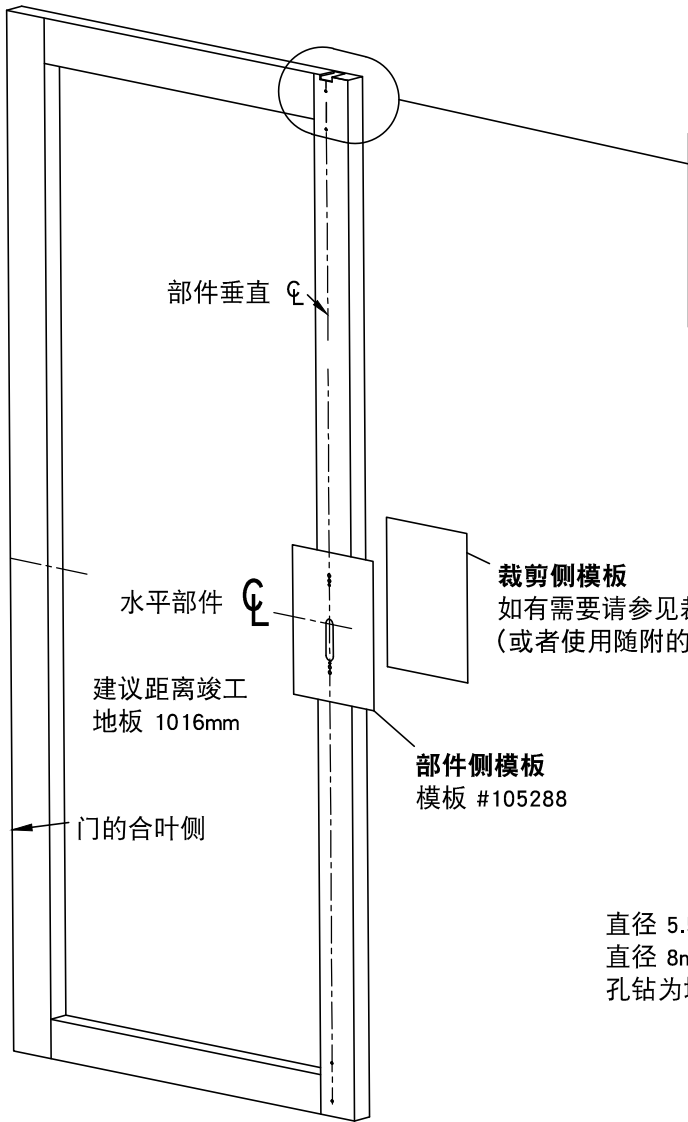 部件垂直 ℄
水平部件 ℄
裁剪侧模板
如有需要请参见
(或者使用随附的
建议距离竣工
地板 1016mm
部件侧模板
模板 #105288
门的合叶侧
直径 5.
直径 8m
孔钻为